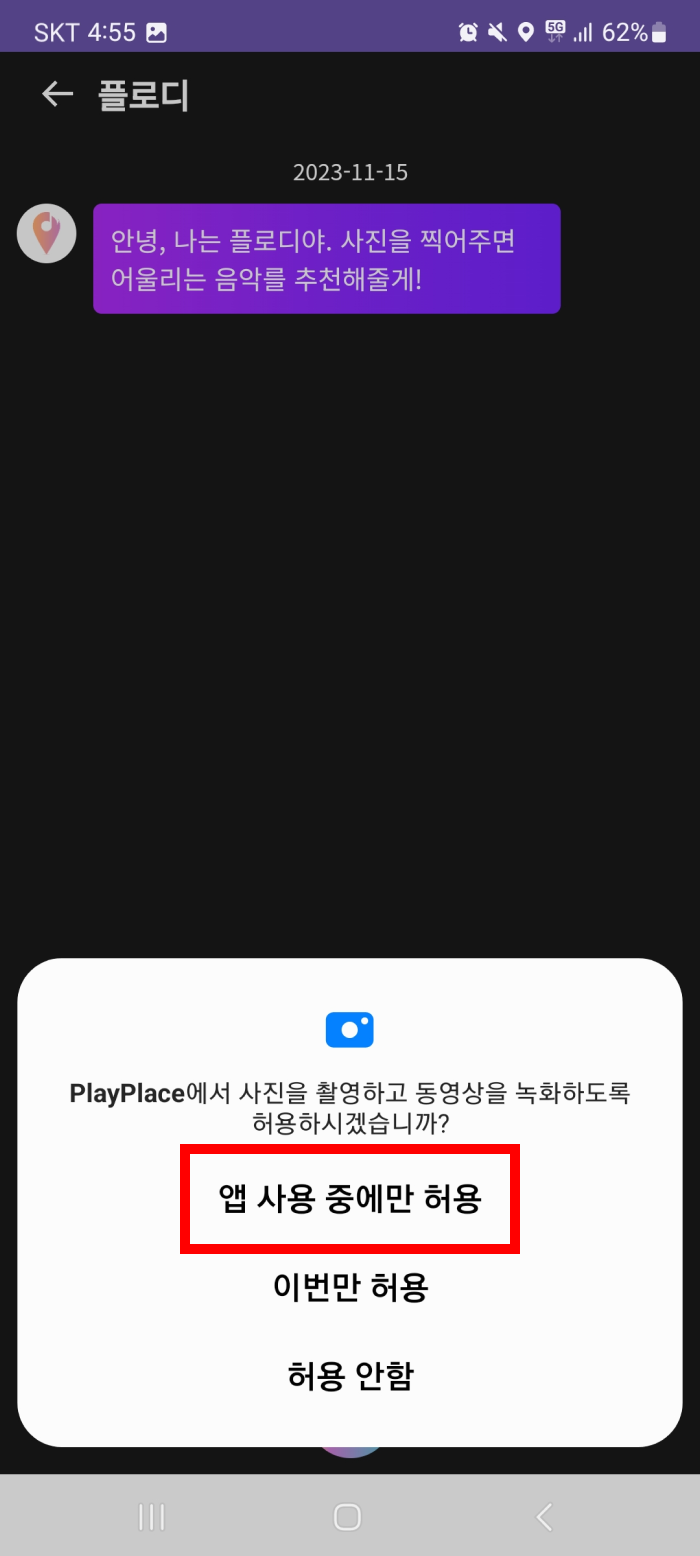 SKT 4:55 5G 62%
플로디
2023-11-15
안녕, 나는 플로디야. 사진을 찍어주면
어울리는 음악를 추천해줄게!
PlayPlace에서 사진을 촬영하고 동영상을 녹화하도록
허용하시겠습니까?
앱 사용 중에만 허용
이번만 허용
허용 안함